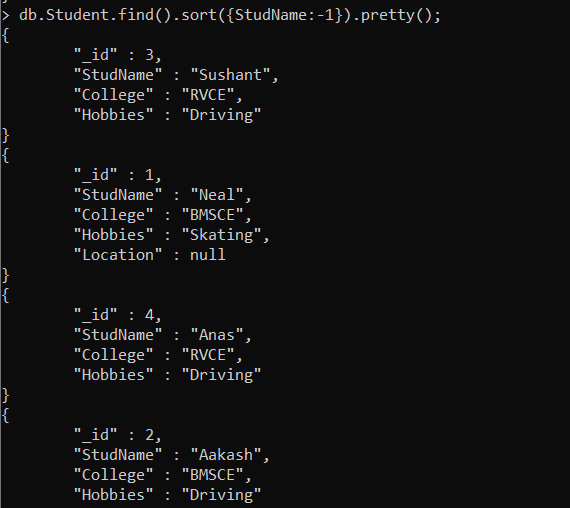 > db.Student.find().sort({StudName:-1}).pretty();
{
        "_id" : 3,
        "StudName" : "Sushant",
        "College" : "RVCE",
        "Hobbies" : "Driving"
}
{
        "_id" : 1,
        "StudName" : "Neal",
        "College" : "BMSCE",
        "Hobbies" : "Skating",
        "Location" : null
}
{
        "_id" : 4,
        "StudName" : "Anas",
        "College" : "RVCE",
        "Hobbies" : "Driving"
}
{
        "_id" : 2,
        "StudName" : "Aakash",
        "College" : "BMSCE",
        "Hobbies" : "Driving"